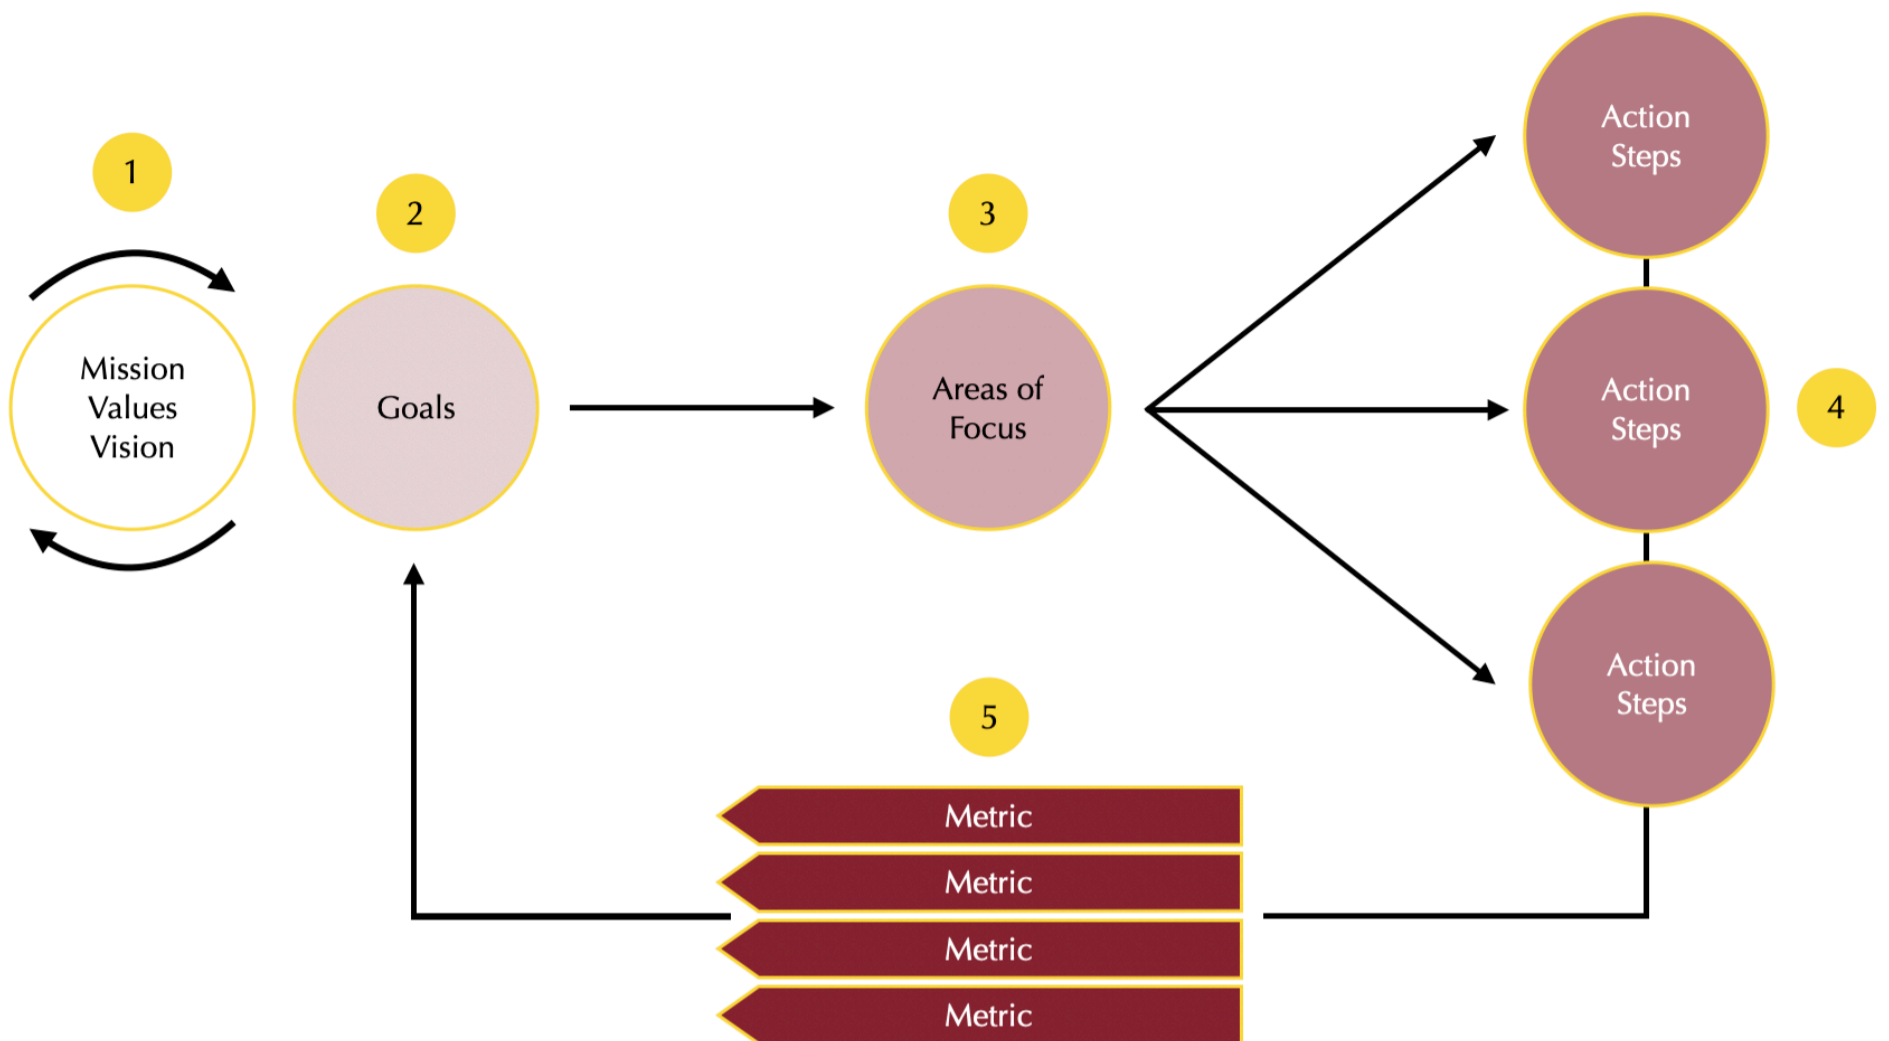 1
Mission
Values
Vision
2
Goals
3
Areas of
Focus
Action
Steps
Action
Steps
4
Action
Steps
5
Metric
Metric
Metric
Metric